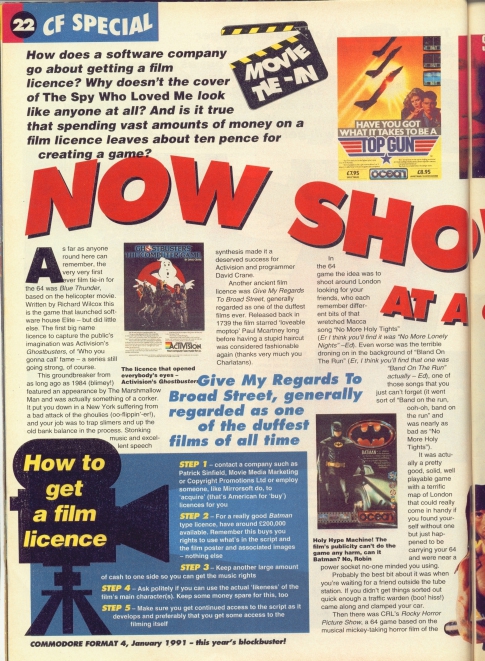 22 CF SPECIAL
How does a software company
go about getting a film
licence? Why doesn't the cover
of The Spy Who Loved Me look
like anyone at all? And is it true
that spending vast amounts of money on a
film licence leaves about ten pence for
creating a game?
MOVIE
TIE-IN
HAVE YOU GOT
WHAT IT TAKES TO BE A
TOP GUN
£7.95
ocean
£8.95
NOW SHO
AT A
As far as anyone
round here can
remember, the
very very first
ever film tie-in for
the 64 was Blue Thunder,
based on the helicopter movie.
Written by Richard Wilcox this
is the game that launched soft-
ware house Elite – but did little
else. The first big name
licence to capture the public's
imagination was Activision's
Ghostbusters, of 'Who you
gonna call' fame – a series still
going strong, of course.
This groundbreaker from
as long ago as 1984 (blimey!)
featured an appearance by The Marshmallow
Man and was actually something of a corker.
It put you down in a New York suffering from
a bad attack of the ghoulies (oo-flippin'-er!),
and your job was to trap slimers and up the
old bank balance in the process. Stonking
music and excel-
lent speech
GHOSTBUSTERS
THE COMPUTER GAME
ACTIVISION
The licence that opened
everybody's eyes –
Activision's Ghostbusters
synthesis made it a
deserved success for
Activision and programmer
David Crane.
Another ancient film
licence was Give My Regards
To Broad Street, generally
regarded as one of the duffest
films ever. Released back in
1739 the film starred 'loveable
moptop' Paul Mcartney long
before having a stupid haircut
was considered fashionable
again (thanks very much you
Charlatans).
Give My Regards To
Broad Street, generally
regarded as one
of the duffest
films of all time
In
the 64
game the idea was to
shoot around London
looking for your
friends, who each
remember differ-
ent bits of that
wretched Macca
song "No More Holy Tights"
(Er I think you'll find it was "No More Lonely
Nights" -Ed). Even worse was the terrible
droning on in the background of "Band On
The Run" (Er, I think you'll find that one was
"Band On The Run"
actually – Ed), one of
those songs that you
just can't forget (it went
sort of "Band on the run,
ooh-oh, band on
the run" and
was nearly as
bad as "No
More Holy
Tights").
It was actu-
ally a pretty
good, solid, well
playable game
with a terrific
map of London
that could really
come in handy if
you found your-
self without one
but just hap-
pened to be
carrying your 64
and were near a
power socket no-one minded you using.
Probably the best bit about it was when
you're waiting for a friend outside the tube
station. If you didn't get things sorted out
quick enough a traffic warden (boo! hiss!)
came along and clamped your car.
Then there was CRL's Rocky Horror
Picture Show, a 64 game based on the
musical mickey-taking horror film of the
BATMAN
ocean
Holy Hype Machine! The
film's publicity can't do the
game any harm, can it
Batman? No, Robin
How to
get
a film
licence
STEP 1 – contact a company such as
Patrick Sinfield, Movie Media Marketing
or Copyright Promotions Ltd or employ
someone, like Mirrorsoft do, to
'acquire' (that's American for 'buy')
licences for you
STEP 2 – For a really good Batman
type licence, have around £200,000
available. Remember this buys you
rights to use what's in the script and
the film poster and associated images
– nothing else
STEP 3 – Keep another large amount
of cash to one side so you can get the music rights
STEP 4 – Ask politely if you can use the actual 'likeness' of the
film's main character(s). Keep some money spare for this, too
STEP 5 – Make sure you get continued access to the script as it
develops and preferably that you get some access to the
filming itself
COMMODORE FORMAT 4, January 1991 – this year's blockbuster!